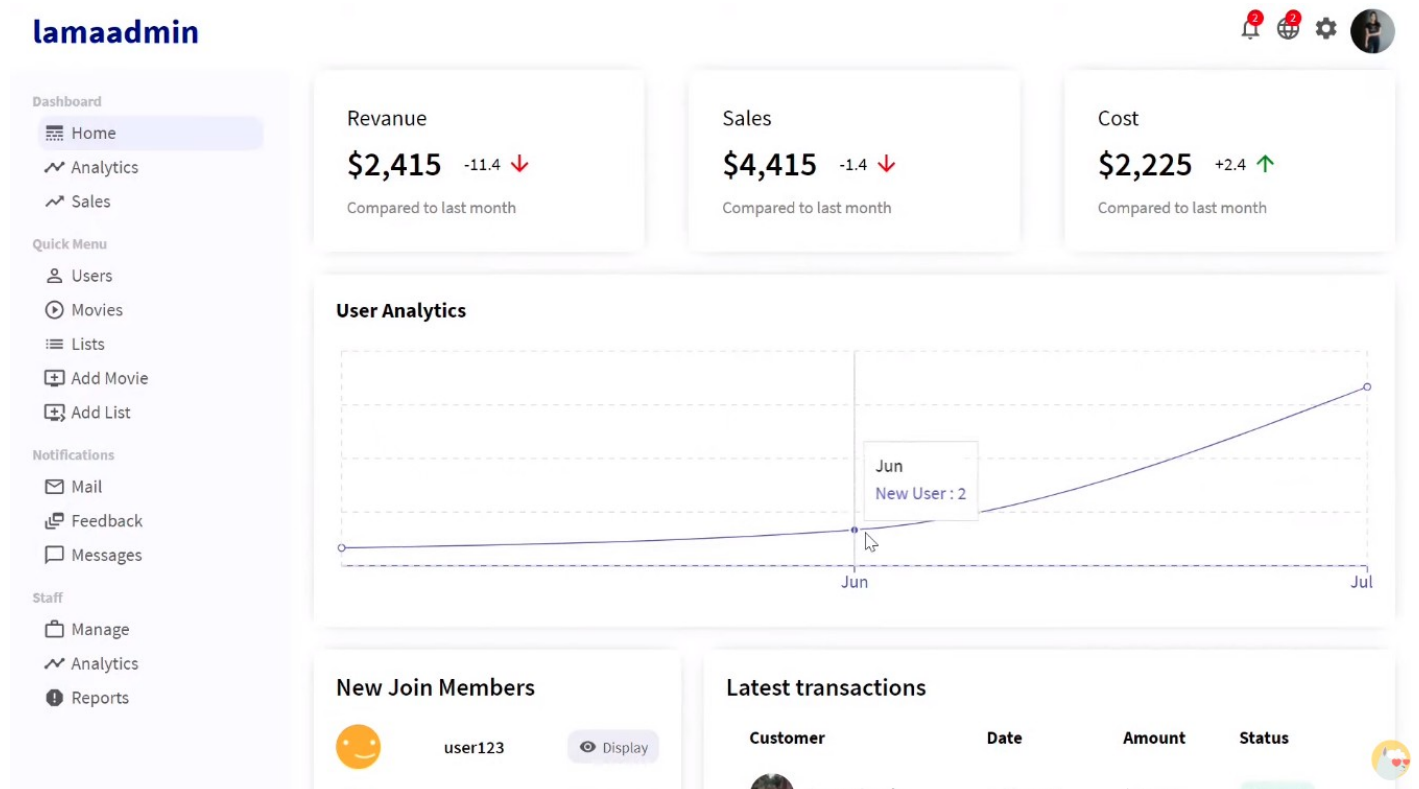 lamaadmin
2
2
Dashboard
Home
Analytics
Sales
Quick Menu
Users
Movies
Lists
Add Movie
Add List
Notifications
Mail
Feedback
Messages
Staff
Manage
Analytics
Reports
Revanue
$2,415 -11.4
Compared to last month
Sales
$4,415 -1.4
Compared to last month
Cost
$2,225 +2.4
Compared to last month
User Analytics
Jun
New User : 2
Jun Jul
New Join Members
user123 Display
Latest transactions
Customer Date Amount Status